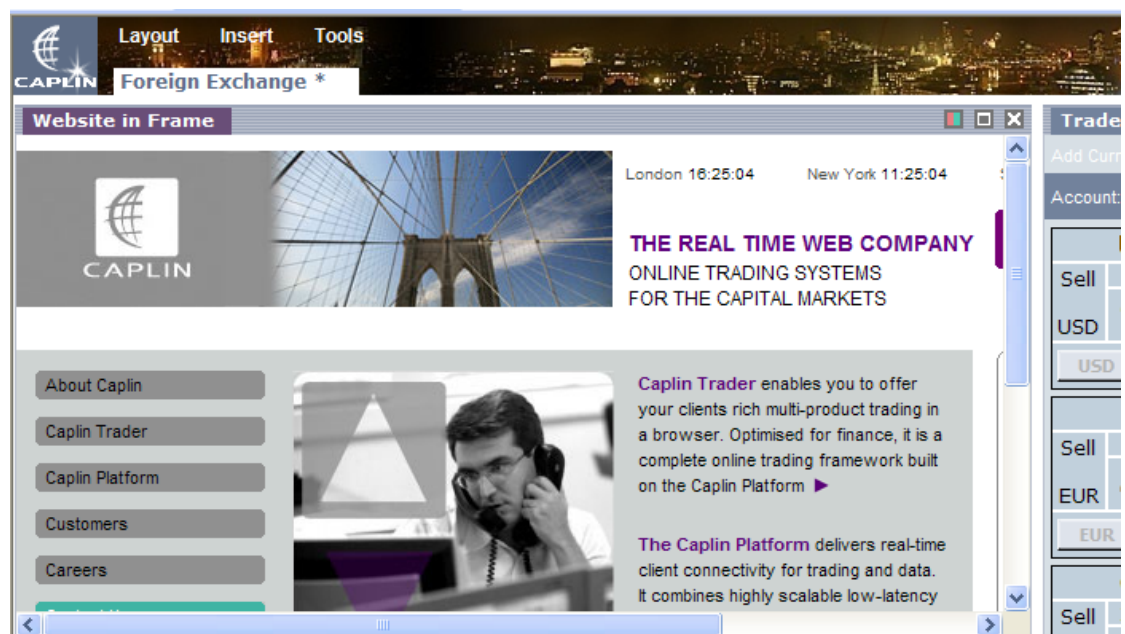 Layout Insert Tools
CAPLIN
Foreign Exchange *
Website in Frame
Trade
Add Curr
Account:
London 16:25:04 New York 11:25:04
CAPLIN
THE REAL TIME WEB COMPANY
ONLINE TRADING SYSTEMS
FOR THE CAPITAL MARKETS
Sell
USD
USD
About Caplin
Caplin Trader
Caplin Platform
Customers
Careers
Caplin Trader enables you to offer
your clients rich multi-product trading in
a browser. Optimised for finance, it is a
complete online trading framework built
on the Caplin Platform
The Caplin Platform delivers real-time
client connectivity for trading and data.
It combines highly scalable low-latency
Sell
EUR
EUR
Sell